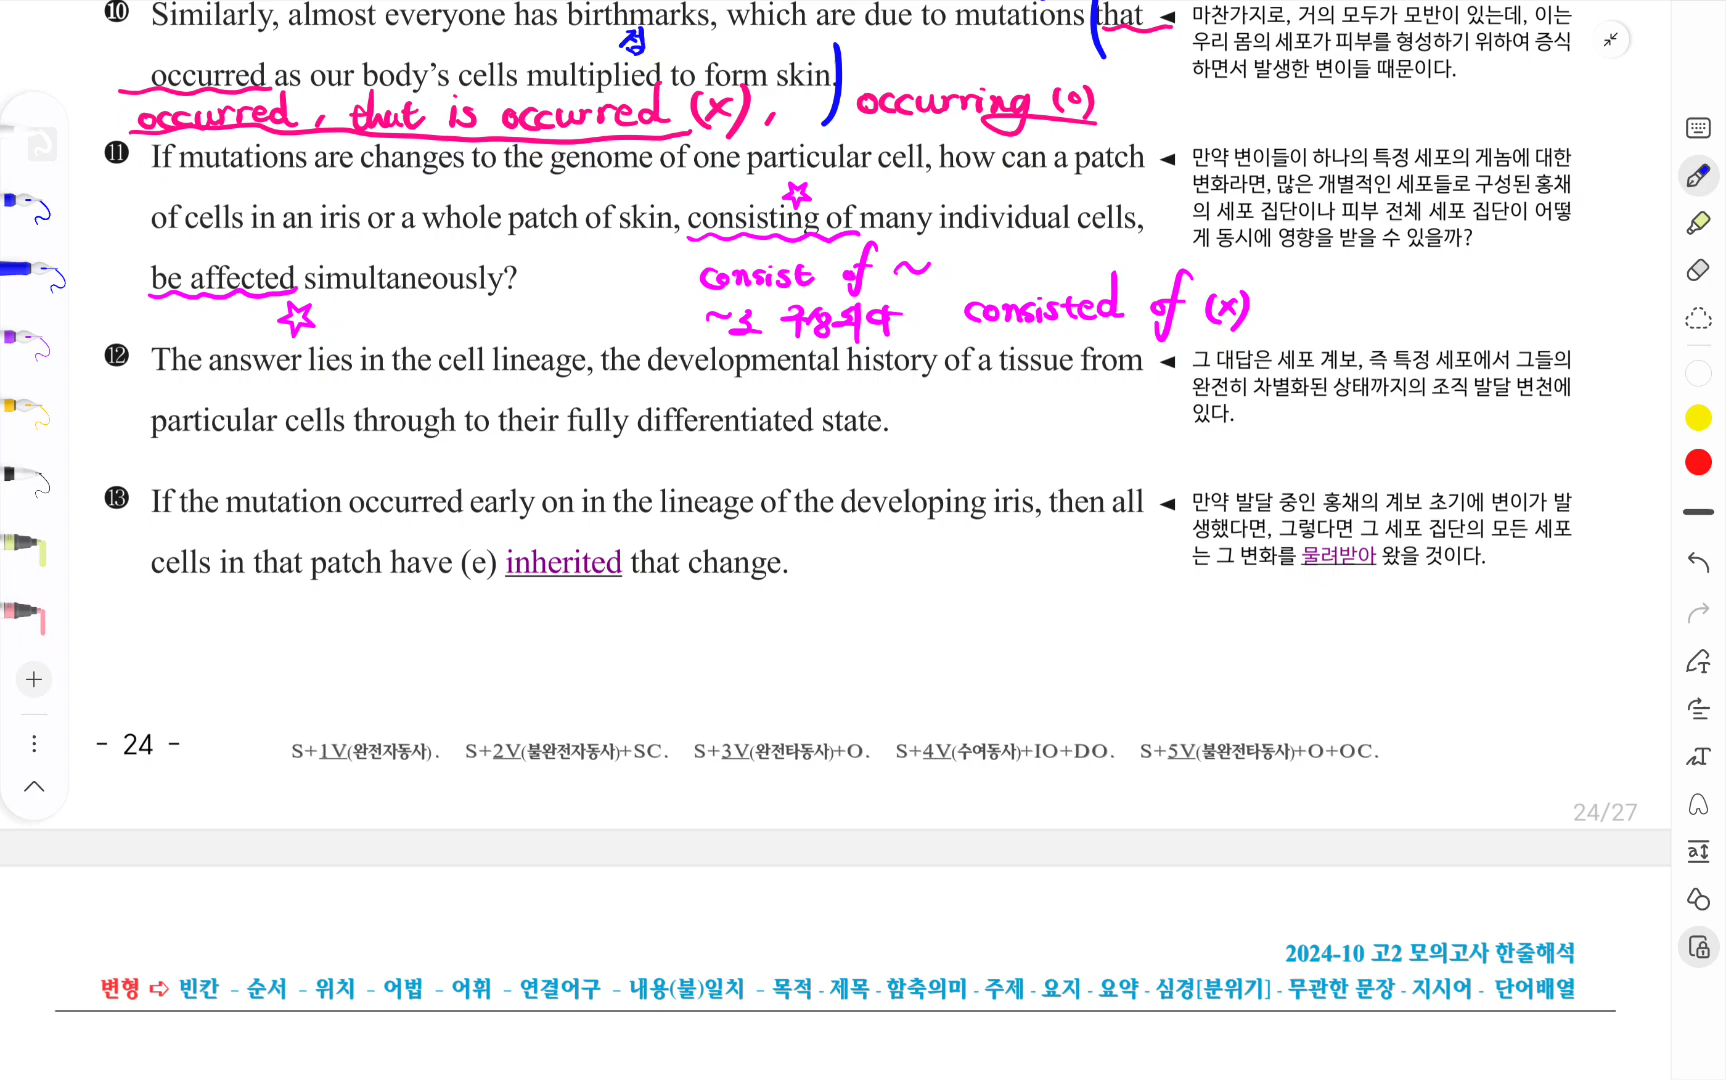 ❿ Similarly, almost everyone has birthmarks, which are due to mutations that ◄ 마찬가지로, 거의 모두가 모반이 있는데, 이는
우리 몸의 세포가 피부를 형성하기 위하여 증식
하면서 발생한 변이들 때문이다.
점
occurred as our body's cells multiplied to form skin.
occurred, that is occurred (x), occurring (o)
⓫ If mutations are changes to the genome of one particular cell, how can a patch ◄ 만약 변이들이 하나의 특정 세포의 게놈에 대한
변화라면, 많은 개별적인 세포들로 구성된 홍채
of cells in an iris or a whole patch of skin, consisting of many individual cells,
의 세포 집단이나 피부 전체 세포 집단이 어떻
게 동시에 영향을 받을 수 있을까?
be affected simultaneously?
consist of ~
~로 구성되다
consisted of (x)
⓬ The answer lies in the cell lineage, the developmental history of a tissue from ◄ 그 대답은 세포 계보, 즉 특정 세포에서 그들의
완전히 차별화된 상태까지의 조직 발달 변천에
있다.
particular cells through to their fully differentiated state.
⓭ If the mutation occurred early on in the lineage of the developing iris, then all ◄ 만약 발달 중인 홍채의 계보 초기에 변이가 발
생했다면, 그렇다면 그 세포 집단의 모든 세포
는 그 변화를 물려받아 왔을 것이다.
cells in that patch have (e) inherited that change.
- 24 -
S+1V(완전자동사). S+2V(불완전자동사)+SC. S+3V(완전타동사)+O. S+4V(수여동사)+IO+DO. S+5V(불완전타동사)+O+OC.
24/27
2024-10 고2 모의고사 한줄해석
변형 ➪ 빈칸 - 순서 - 위치 - 어법 - 어휘 - 연결어구 - 내용(불)일치 - 목적 - 제목 - 함축의미 - 주제 - 요지 - 요약 - 심경[분위기] - 무관한 문장 - 지시어 - 단어배열